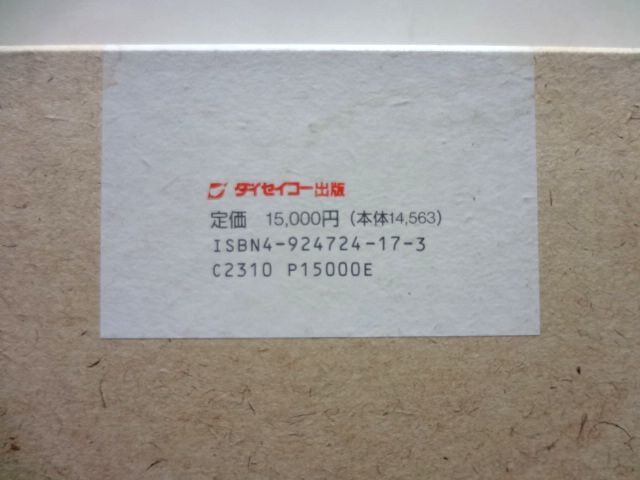 ダイセイコー出版
定価 15,000円 (本体14,563)
ISBN4-924724-17-3
C2310 P15000E